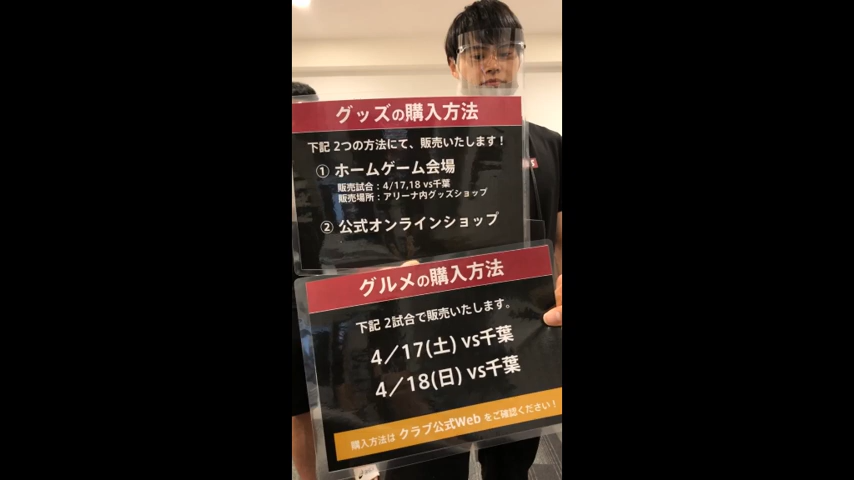 グッズの購入方法
下記 2つの方法にて、販売いたします！
① ホームゲーム会場
販売試合：4/17,18 vs千葉
販売場所：アリーナ内グッズショップ
② 公式オンラインショップ
グルメの購入方法
下記 2試合で販売いたします。
4／17(土) vs千葉
4／18(日) vs千葉
購入方法は クラブ公式Web をご確認ください！